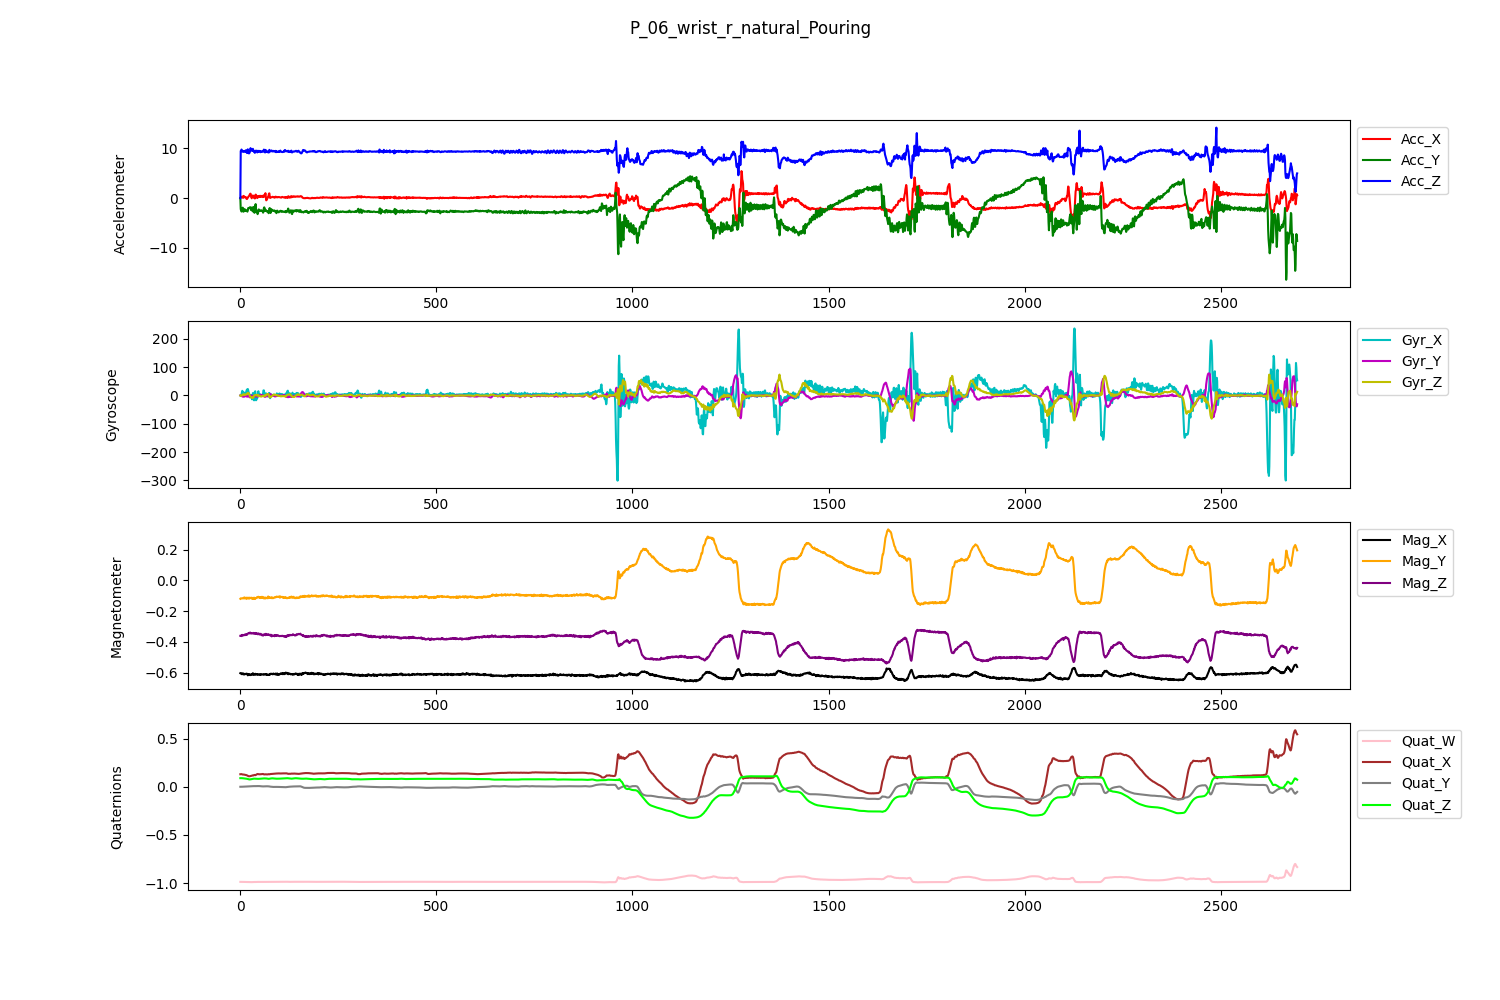 P_06_wrist_r_natural_Pouring
Accelerometer
10
0
−10
0
500
1000
1500
2000
2500
Acc_X
Acc_Y
Acc_Z
Gyroscope
200
100
0
−100
−200
−300
0
500
1000
1500
2000
2500
Gyr_X
Gyr_Y
Gyr_Z
Magnetometer
0.2
0.0
−0.2
−0.4
−0.6
0
500
1000
1500
2000
2500
Mag_X
Mag_Y
Mag_Z
Quaternions
0.5
0.0
−0.5
−1.0
0
500
1000
1500
2000
2500
Quat_W
Quat_X
Quat_Y
Quat_Z